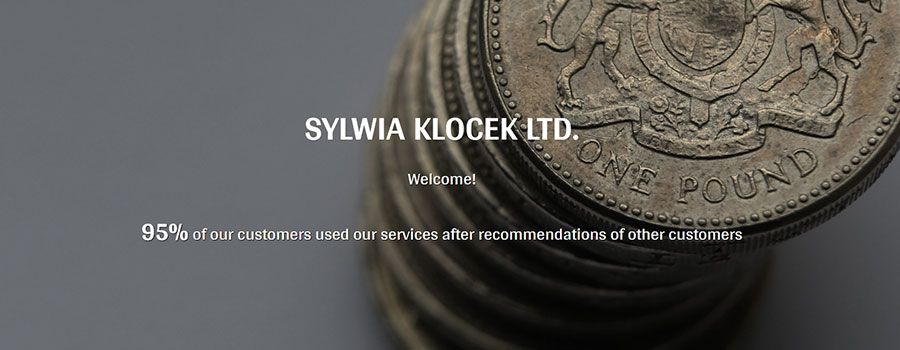 SYLWIA KLOCEK LTD.
Welcome!
95% of our customers used our services after recommendations of other customers
ONE POUND